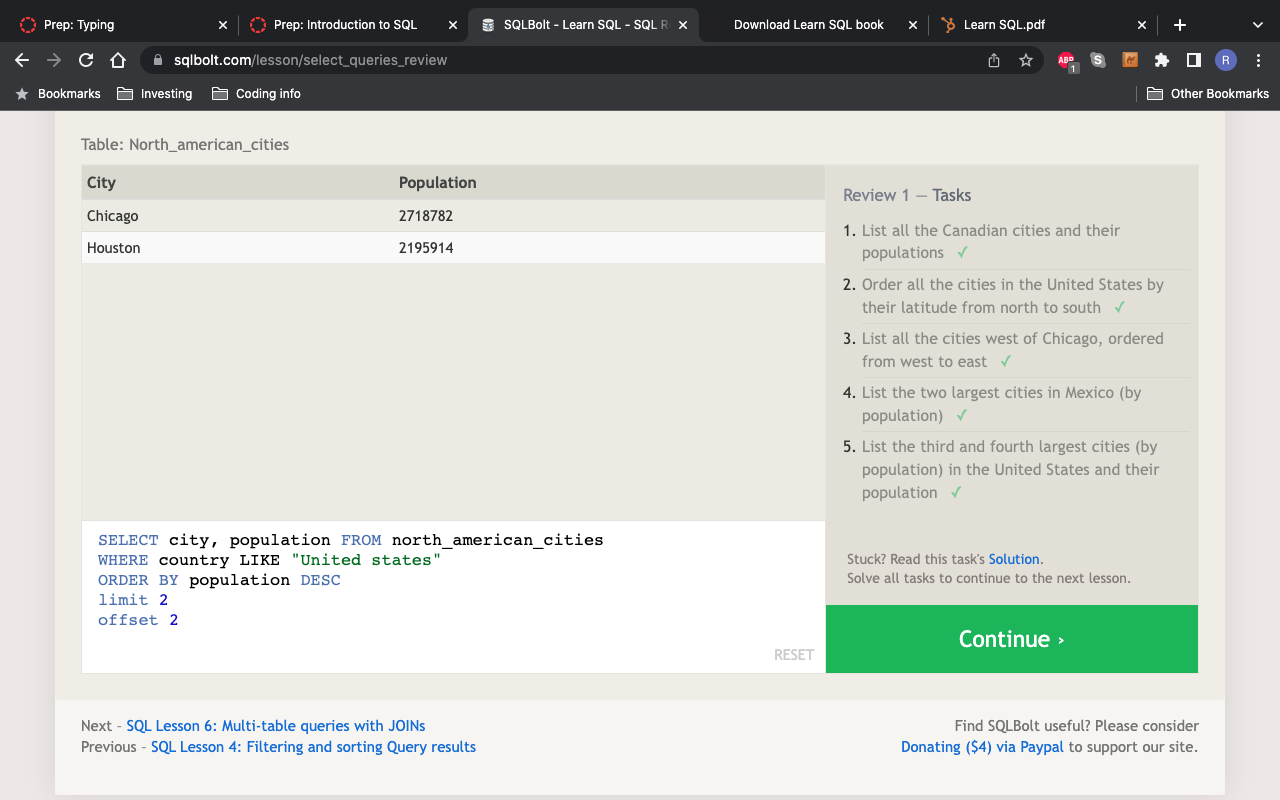 Prep: Typing
Prep: Introduction to SQL
SQLBolt - Learn SQL - SQL R
Download Learn SQL book
Learn SQL.pdf
sqlbolt.com/lesson/select_queries_review
ABP
1
S
R
Bookmarks
Investing
Coding info
Other Bookmarks
Table: North_american_cities
City Population
Chicago 2718782
Houston 2195914
SELECT city, population FROM north_american_cities
WHERE country LIKE "United states"
ORDER BY population DESC
limit 2
offset 2
RESET
Review 1 — Tasks
1. List all the Canadian cities and their
populations ✓
2. Order all the cities in the United States by
their latitude from north to south ✓
3. List all the cities west of Chicago, ordered
from west to east ✓
4. List the two largest cities in Mexico (by
population) ✓
5. List the third and fourth largest cities (by
population) in the United States and their
population ✓
Stuck? Read this task's Solution.
Solve all tasks to continue to the next lesson.
Continue ›
Next – SQL Lesson 6: Multi-table queries with JOINs
Previous – SQL Lesson 4: Filtering and sorting Query results
Find SQLBolt useful? Please consider
Donating ($4) via Paypal to support our site.